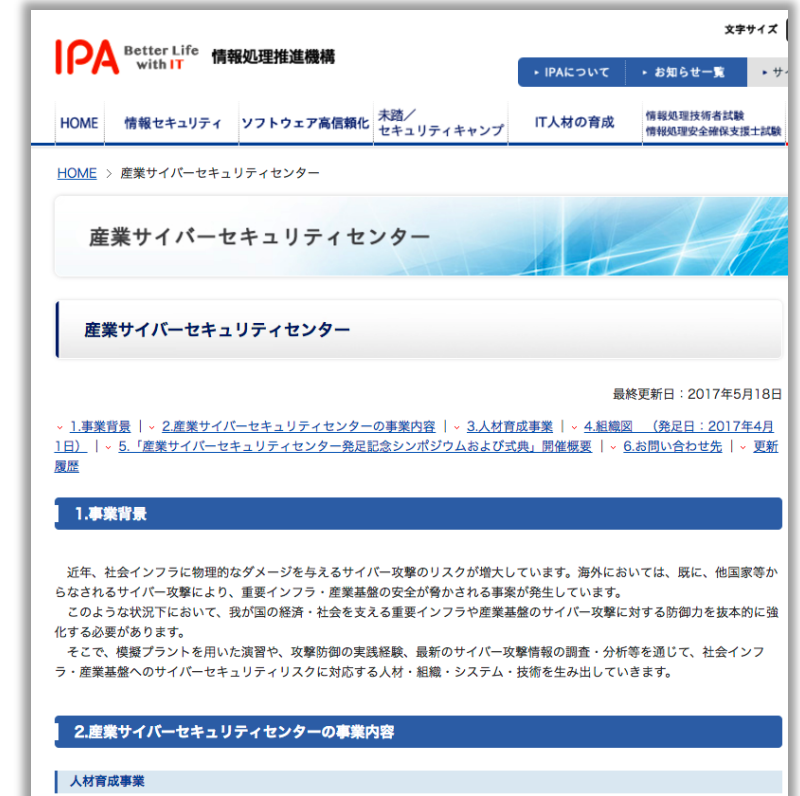 文字サイズ
IPA Better Life with IT 情報処理推進機構
IPAについて お知らせ一覧
HOME 情報セキュリティ ソフトウェア高信頼化 未踏／ セキュリティキャンプ IT人材の育成 情報処理技術者試験 情報処理安全確保支援士試験
HOME > 産業サイバーセキュリティセンター
産業サイバーセキュリティセンター
産業サイバーセキュリティセンター
最終更新日：2017年5月18日
1.事業背景 | 2.産業サイバーセキュリティセンターの事業内容 | 3.人材育成事業 | 4.組織図 （発足日：2017年4月
1日） | 5.「産業サイバーセキュリティセンター発足記念シンポジウムおよび式典」開催概要 | 6.お問い合わせ先 | 更新
履歴
1.事業背景
近年、社会インフラに物理的なダメージを与えるサイバー攻撃のリスクが増大しています。海外においては、既に、他国家等か
らなされるサイバー攻撃により、重要インフラ・産業基盤の安全が脅かされる事案が発生しています。
このような状況下において、我が国の経済・社会を支える重要インフラや産業基盤のサイバー攻撃に対する防御力を抜本的に強
化する必要があります。
そこで、模擬プラントを用いた演習や、攻撃防御の実践経験、最新のサイバー攻撃情報の調査・分析等を通じて、社会インフ
ラ・産業基盤へのサイバーセキュリティリスクに対応する人材・組織・システム・技術を生み出していきます。
2.産業サイバーセキュリティセンターの事業内容
人材育成事業